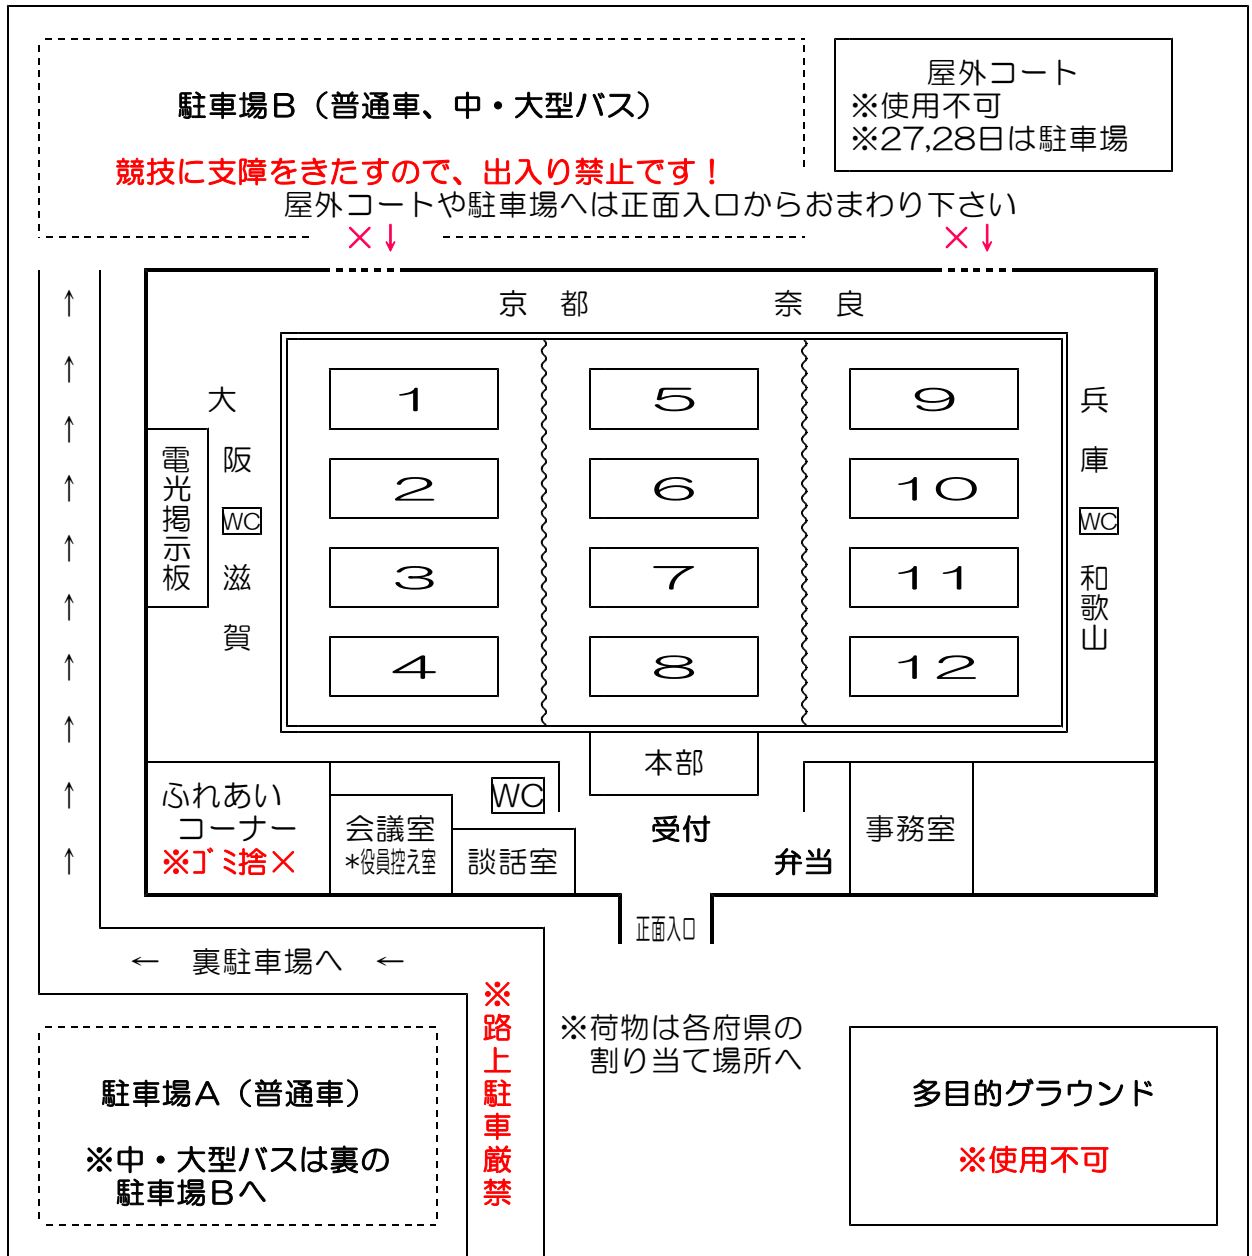 駐車場B（普通車、中・大型バス）
競技に支障をきたすので、出入り禁止です！
屋外コートや駐車場へは正面入口からおまわり下さい
×↓
×↓
屋外コート
※使用不可
※27,28日は駐車場
↑
↑
↑
↑
↑
↑
↑
↑
↑
↑
京　都
奈　良
大阪
WC
滋賀
電光掲示板
1
2
3
4
5
6
7
8
9
10
11
12
兵庫
WC
和歌山
本部
ふれあい
コーナー
※ｺﾞﾐ捨×
会議室
*役員控え室
WC
談話室
受付
弁当
事務室
正面入口
←　裏駐車場へ　←
※路上駐車厳禁
※荷物は各府県の
割り当て場所へ
駐車場A（普通車）
※中・大型バスは裏の
駐車場Bへ
多目的グラウンド
※使用不可